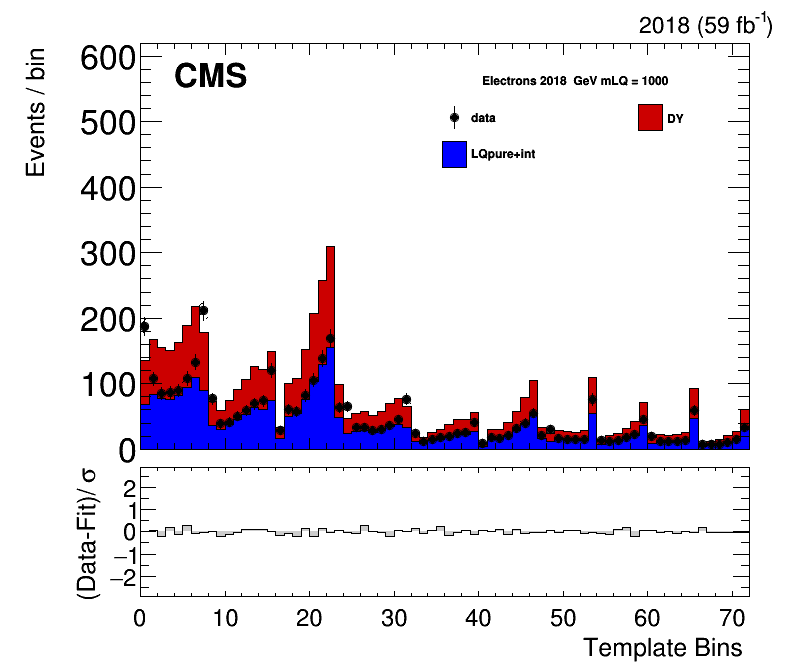 2018 (59 fb-1)
CMS
Electrons 2018 GeV mLQ = 1000
data
DY
LQpure+int
Events / bin
600
500
400
300
200
100
0
(Data-Fit)/ σ
2
1
0
−1
−2
0 10 20 30 40 50 60 70
Template Bins